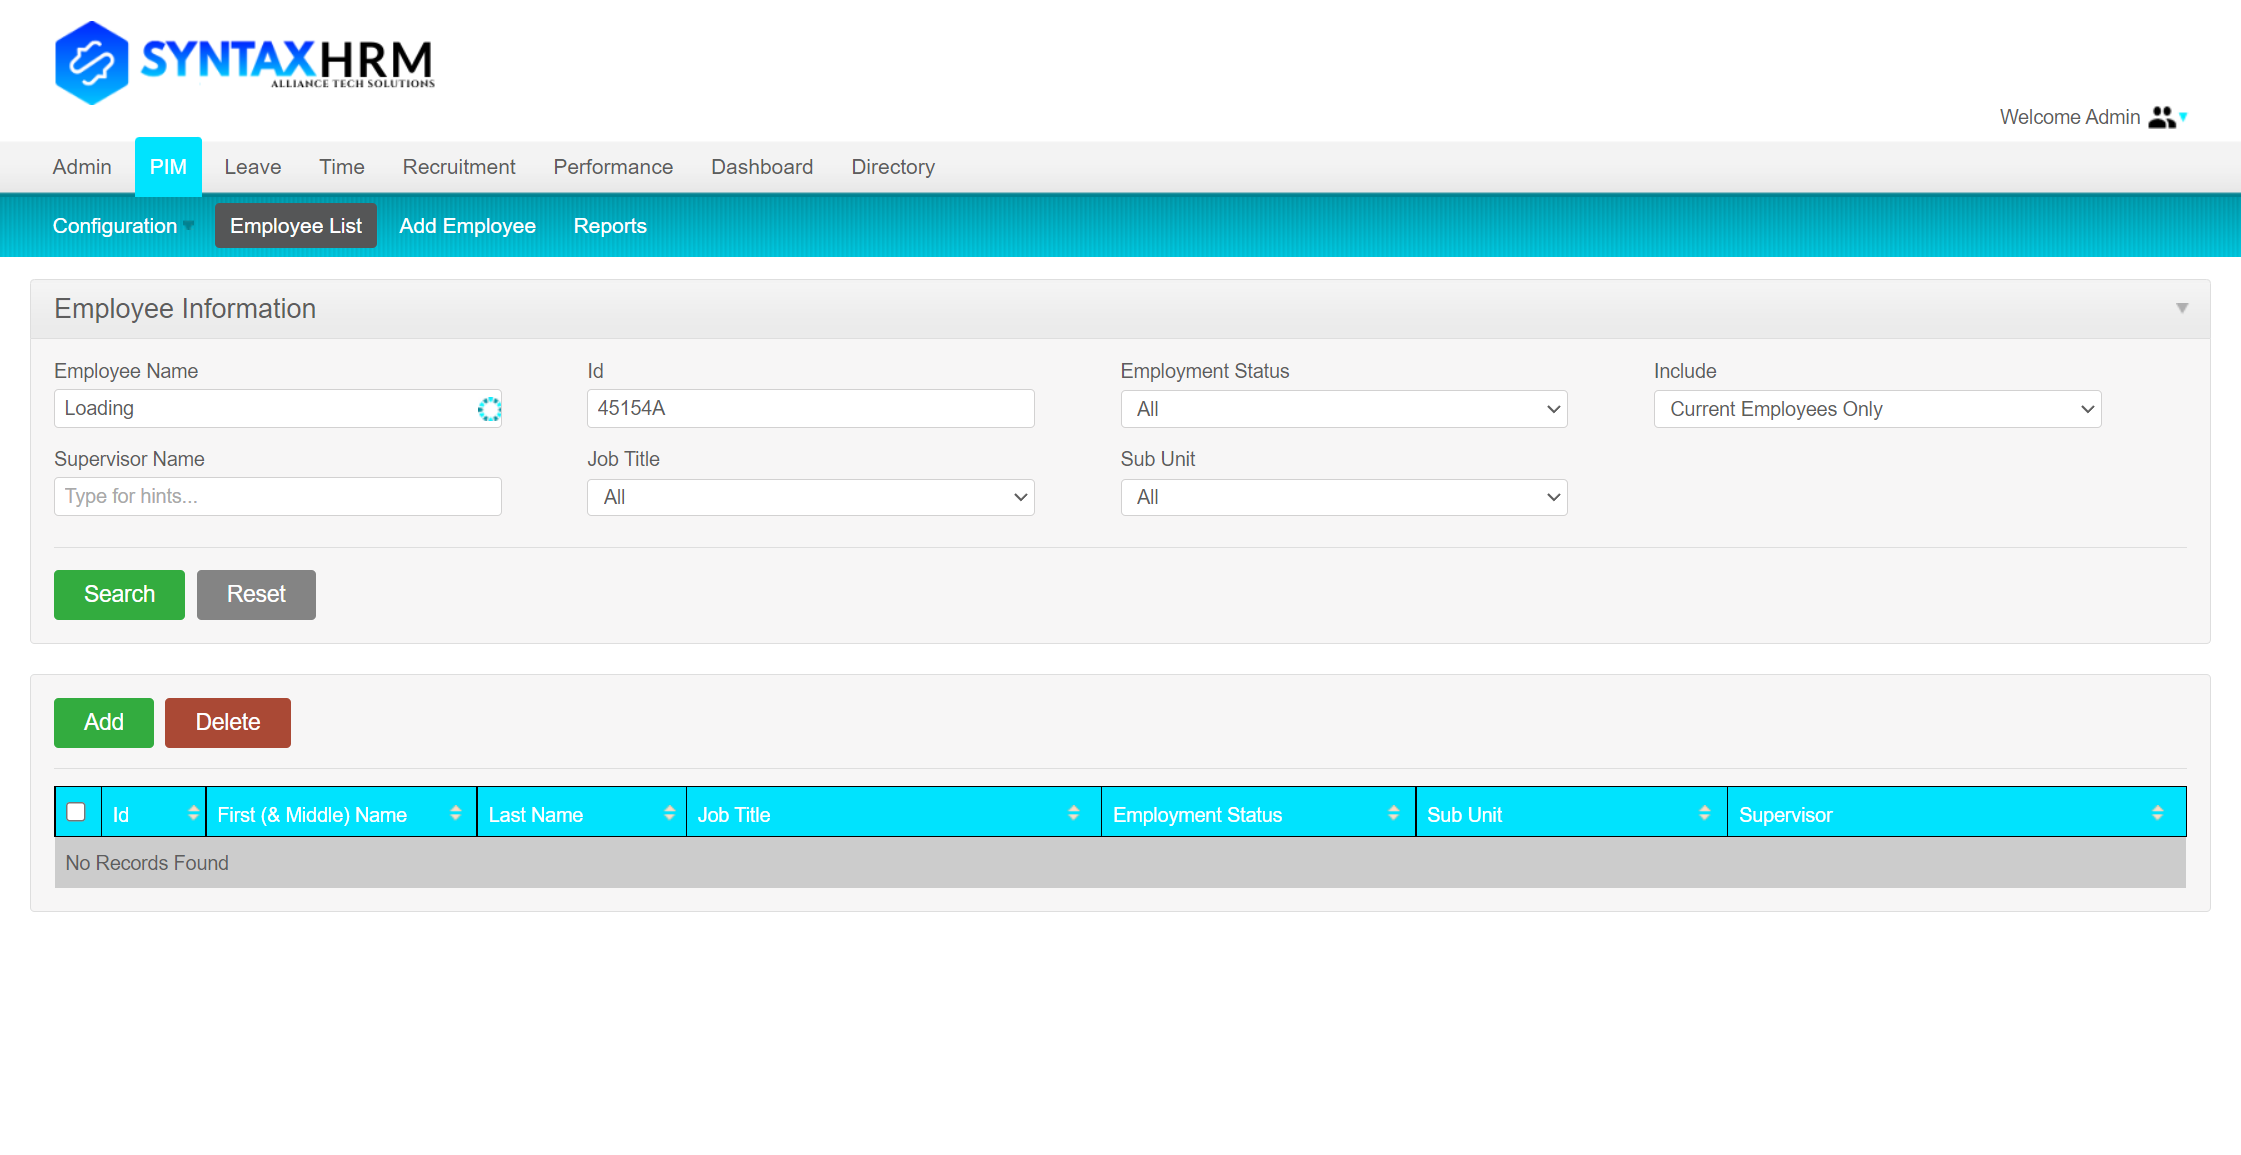 SYNTAXHRM
ALLIANCE TECH SOLUTIONS
Welcome Admin
Admin PIM Leave Time Recruitment Performance Dashboard Directory
Configuration Employee List Add Employee Reports
Employee Information
Employee Name Id Employment Status Include
Loading 45154A All Current Employees Only
Supervisor Name Job Title Sub Unit
Type for hints... All All
Search Reset
Add Delete
Id First (& Middle) Name Last Name Job Title Employment Status Sub Unit Supervisor
No Records Found